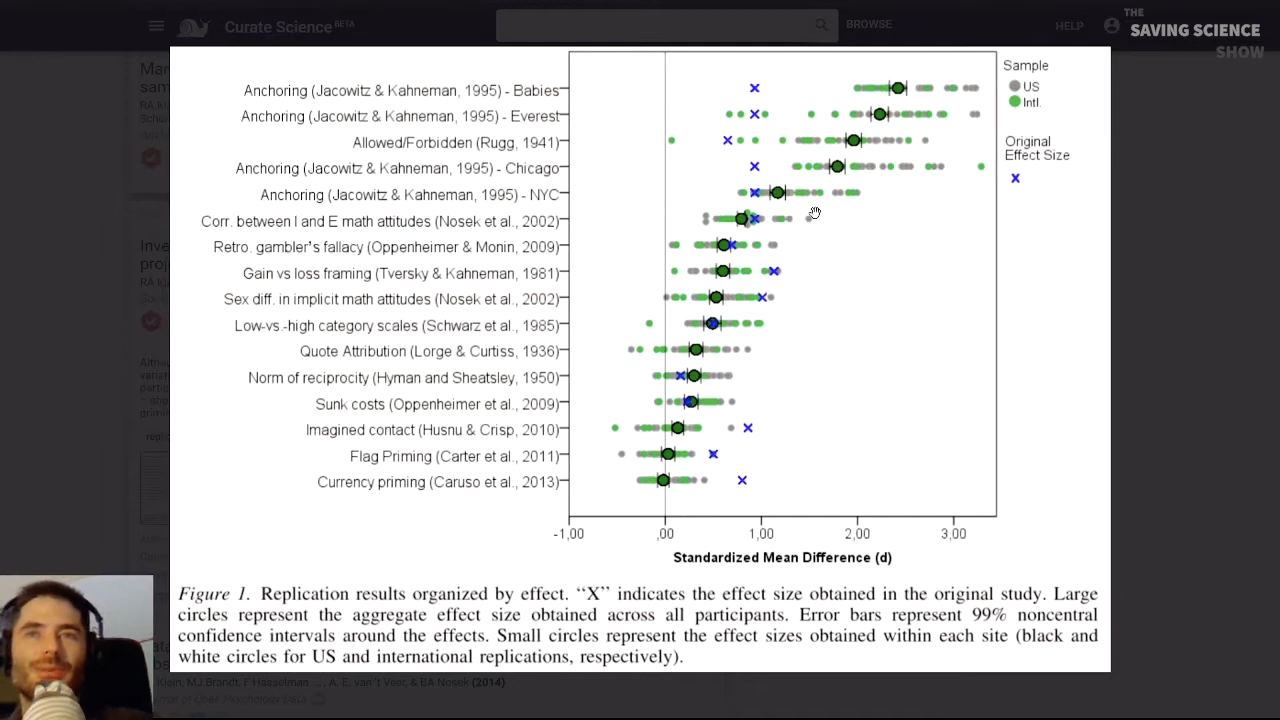 Curate Science BETA
BROWSE
HELP
THE
SAVING SCIENCE
SHOW
Sample
US
Intl.
Original
Effect Size
Anchoring (Jacowitz & Kahneman, 1995) - Babies
Anchoring (Jacowitz & Kahneman, 1995) - Everest
Allowed/Forbidden (Rugg, 1941)
Anchoring (Jacowitz & Kahneman, 1995) - Chicago
Anchoring (Jacowitz & Kahneman, 1995) - NYC
Corr. between I and E math attitudes (Nosek et al., 2002)
Retro. gambler's fallacy (Oppenheimer & Monin, 2009)
Gain vs loss framing (Tversky & Kahneman, 1981)
Sex diff. in implicit math attitudes (Nosek et al., 2002)
Low-vs.-high category scales (Schwarz et al., 1985)
Quote Attribution (Lorge & Curtiss, 1936)
Norm of reciprocity (Hyman and Sheatsley, 1950)
Sunk costs (Oppenheimer et al., 2009)
Imagined contact (Husnu & Crisp, 2010)
Flag Priming (Carter et al., 2011)
Currency priming (Caruso et al., 2013)
-1,00 ,00 1,00 2,00 3,00
Standardized Mean Difference (d)
Figure 1. Replication results organized by effect. "X" indicates the effect size obtained in the original study. Large
circles represent the aggregate effect size obtained across all participants. Error bars represent 99% noncentral
confidence intervals around the effects. Small circles represent the effect sizes obtained within each site (black and
white circles for US and international replications, respectively).
(2014)